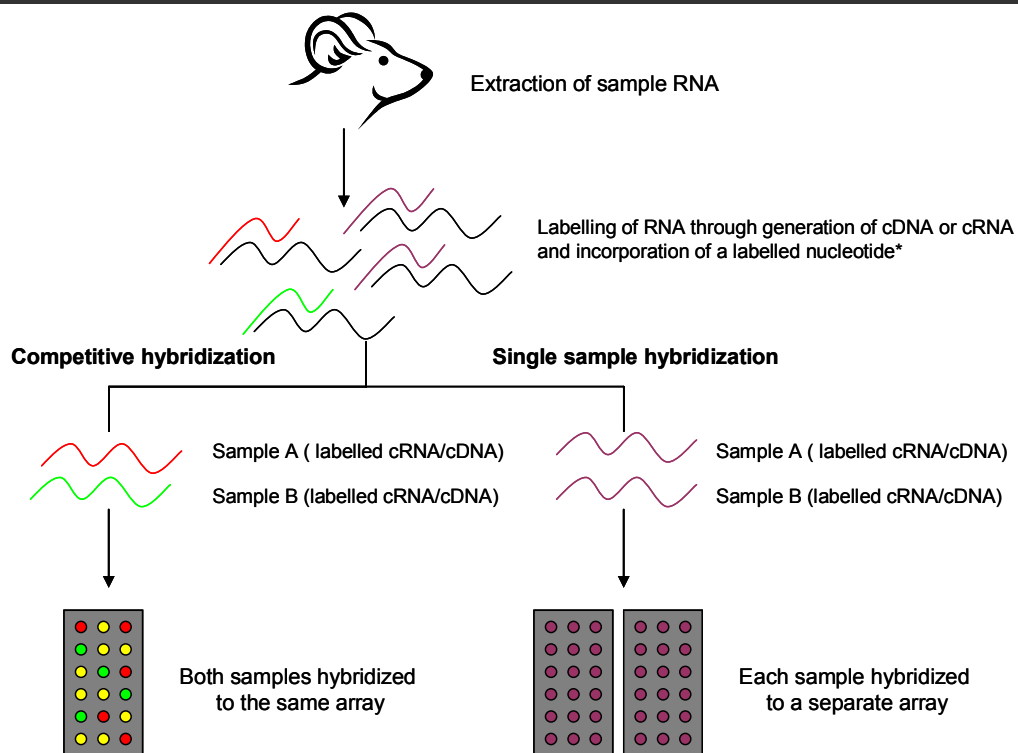 Extraction of sample RNA
Labelling of RNA through generation of cDNA or cRNA
and incorporation of a labelled nucleotide*
Competitive hybridization
Single sample hybridization
Sample A ( labelled cRNA/cDNA)
Sample B (labelled cRNA/cDNA)
Sample A ( labelled cRNA/cDNA)
Sample B (labelled cRNA/cDNA)
Both samples hybridized
to the same array
Each sample hybridized
to a separate array